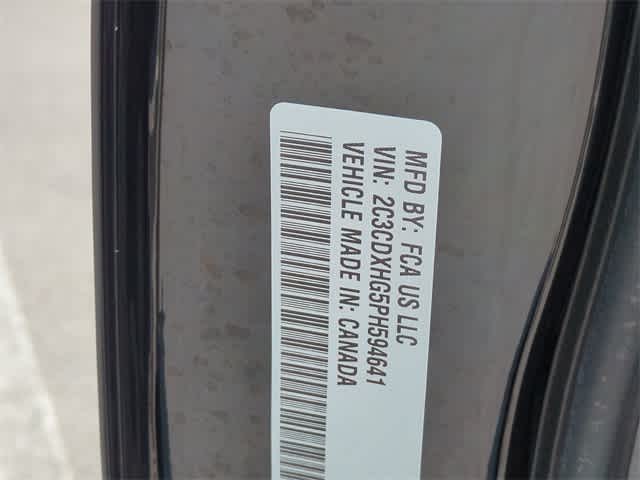 MFD BY: FCA US LLC
VIN: 2C3CDXHG5PH594641
VEHICLE MADE IN: CANADA